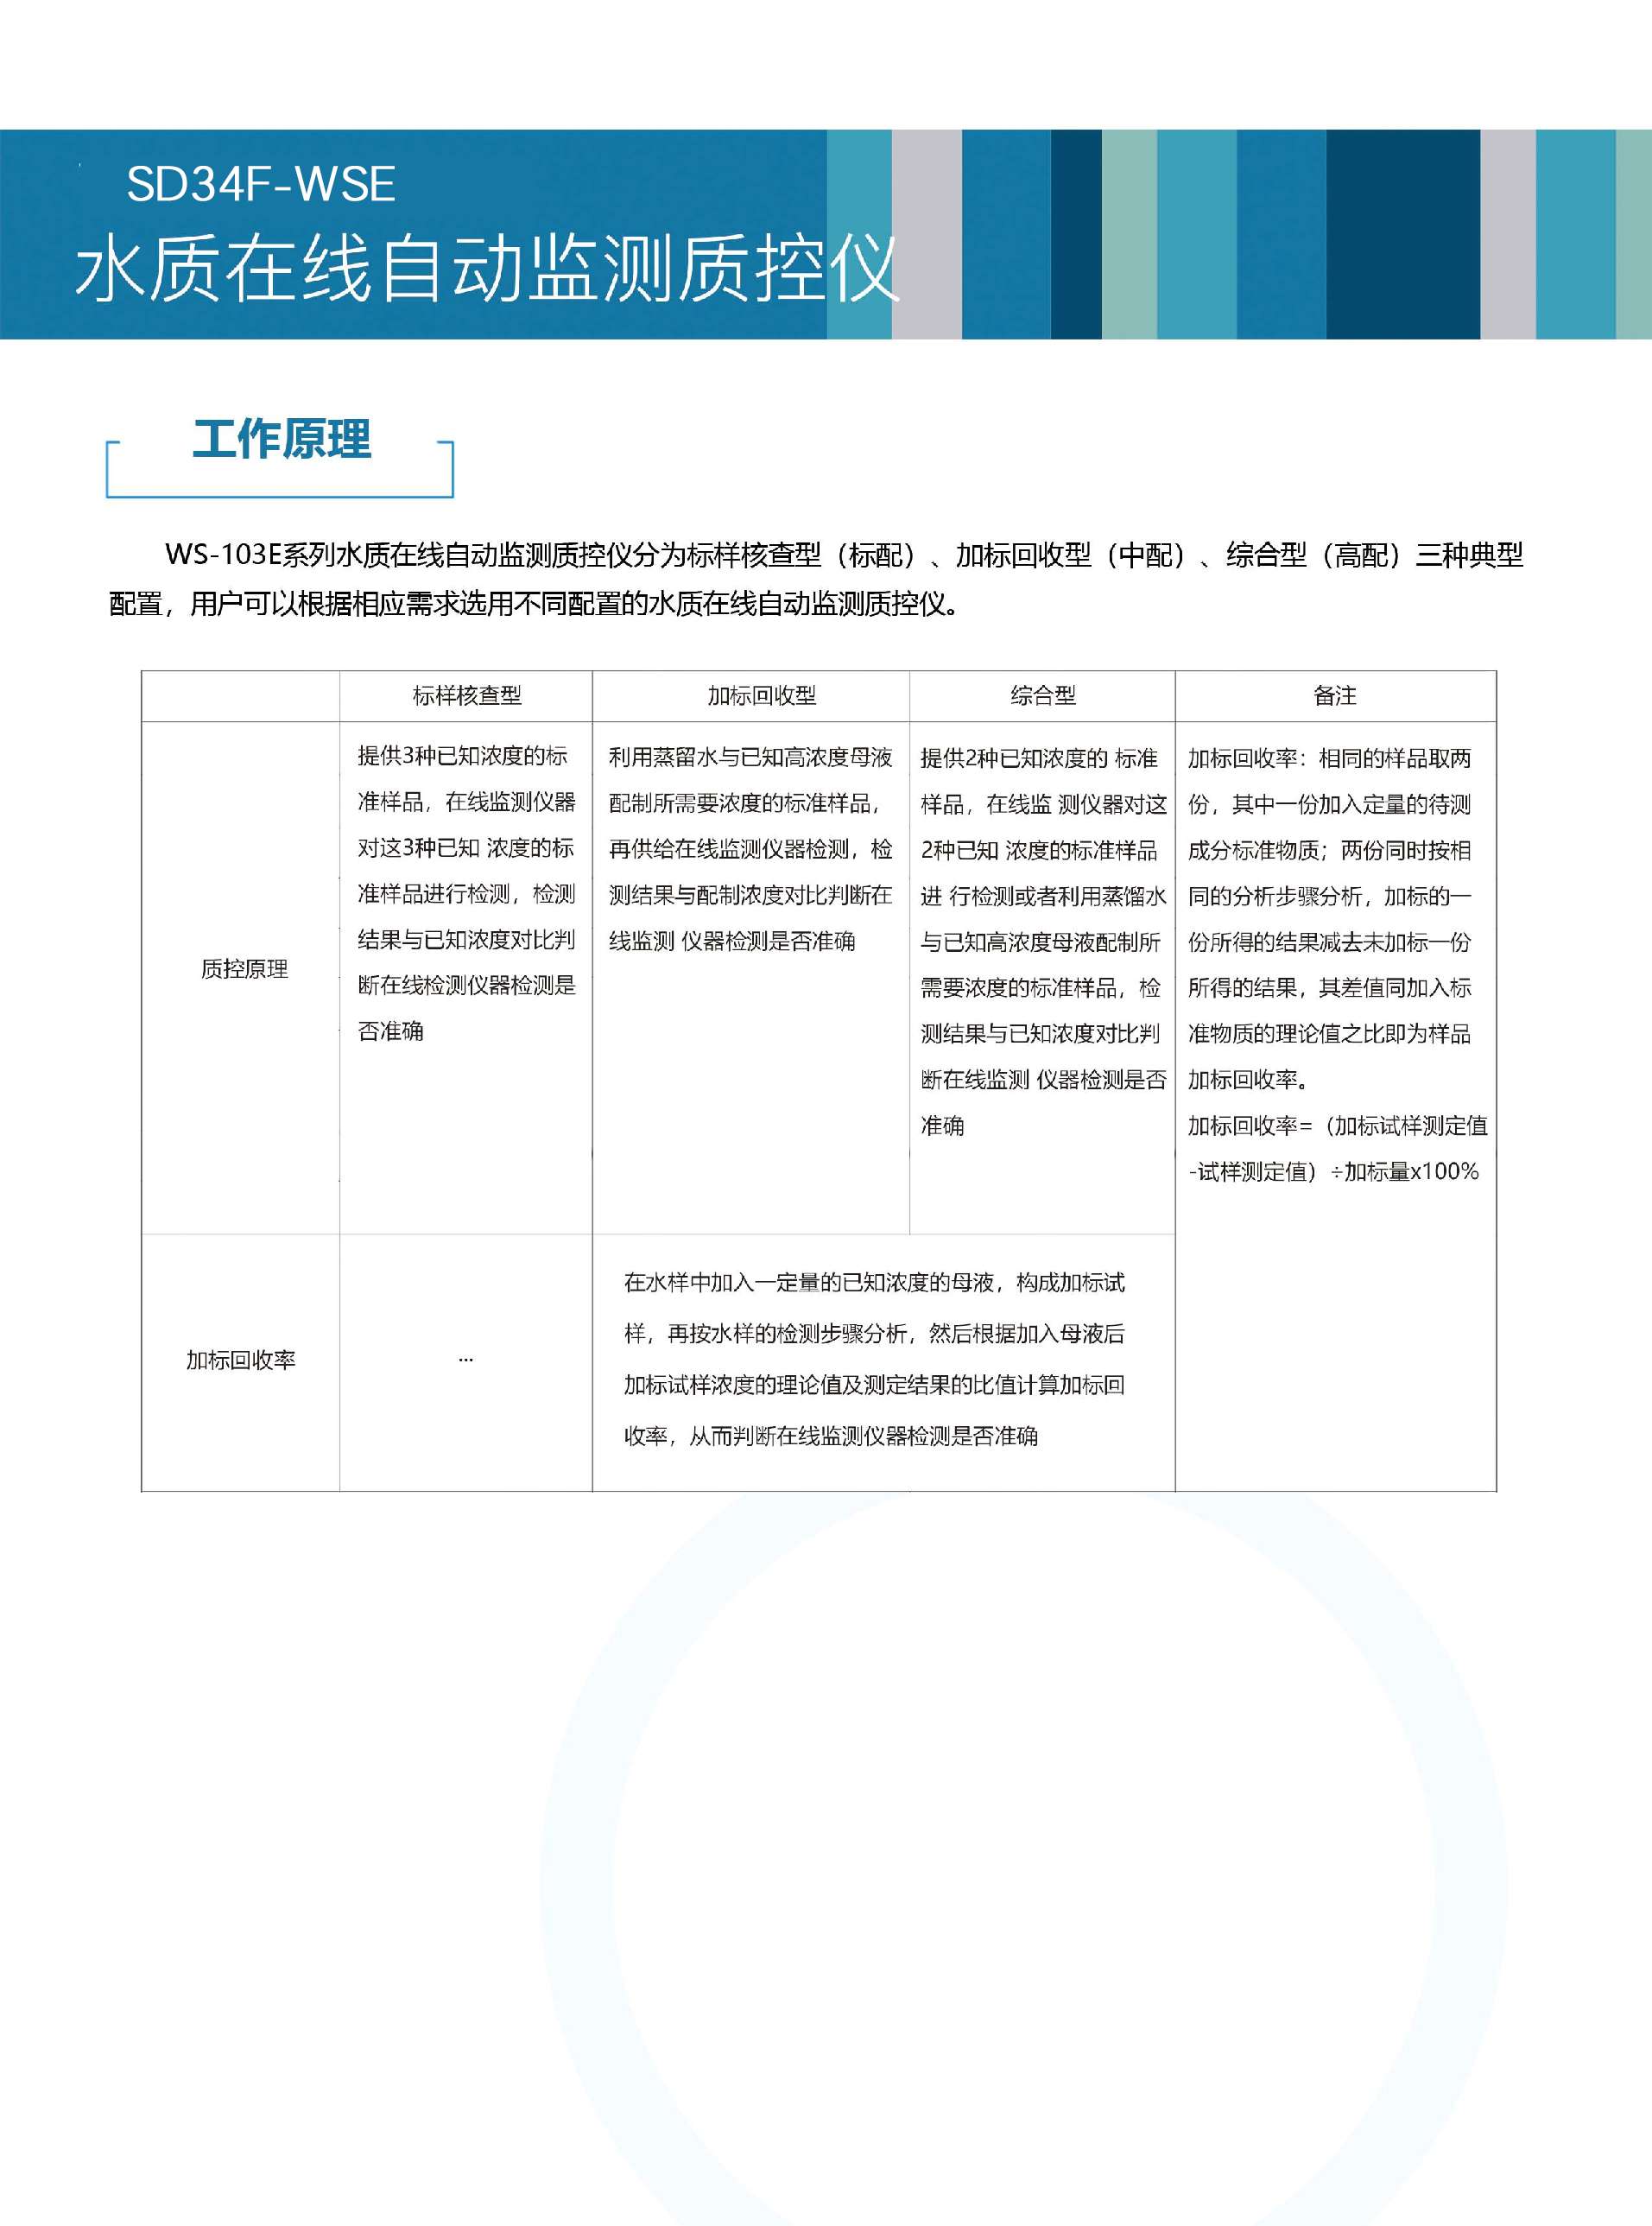 SD34F-WSE
水质在线自动监测质控仪
工作原理
WS-103E系列水质在线自动监测质控仪分为标样核查型（标配）、加标回收型（中配）、综合型（高配）三种典型
配置，用户可以根据相应需求选用不同配置的水质在线自动监测质控仪。
标样核查型
加标回收型
综合型
备注
质控原理
提供3种已知浓度的标
准样品，在线监测仪器
对这3种已知 浓度的标
准样品进行检测，检测
结果与已知浓度对比判
断在线检测仪器检测是
否准确
利用蒸留水与已知高浓度母液
配制所需要浓度的标准样品，
再供给在线监测仪器检测，检
测结果与配制浓度对比判断在
线监测 仪器检测是否准确
提供2种已知浓度的 标准
样品，在线监 测仪器对这
2种已知 浓度的标准样品
进 行检测或者利用蒸馏水
与已知高浓度母液配制所
需要浓度的标准样品，检
测结果与已知浓度对比判
断在线监测 仪器检测是否
准确
加标回收率：相同的样品取两
份，其中一份加入定量的待测
成分标准物质；两份同时按相
同的分析步骤分析，加标的一
份所得的结果减去未加标一份
所得的结果，其差值同加入标
准物质的理论值之比即为样品
加标回收率。
加标回收率=（加标试样测定值
-试样测定值）÷加标量x100%
加标回收率
...
在水样中加入一定量的已知浓度的母液，构成加标试
样，再按水样的检测步骤分析，然后根据加入母液后
加标试样浓度的理论值及测定结果的比值计算加标回
收率，从而判断在线监测仪器检测是否准确